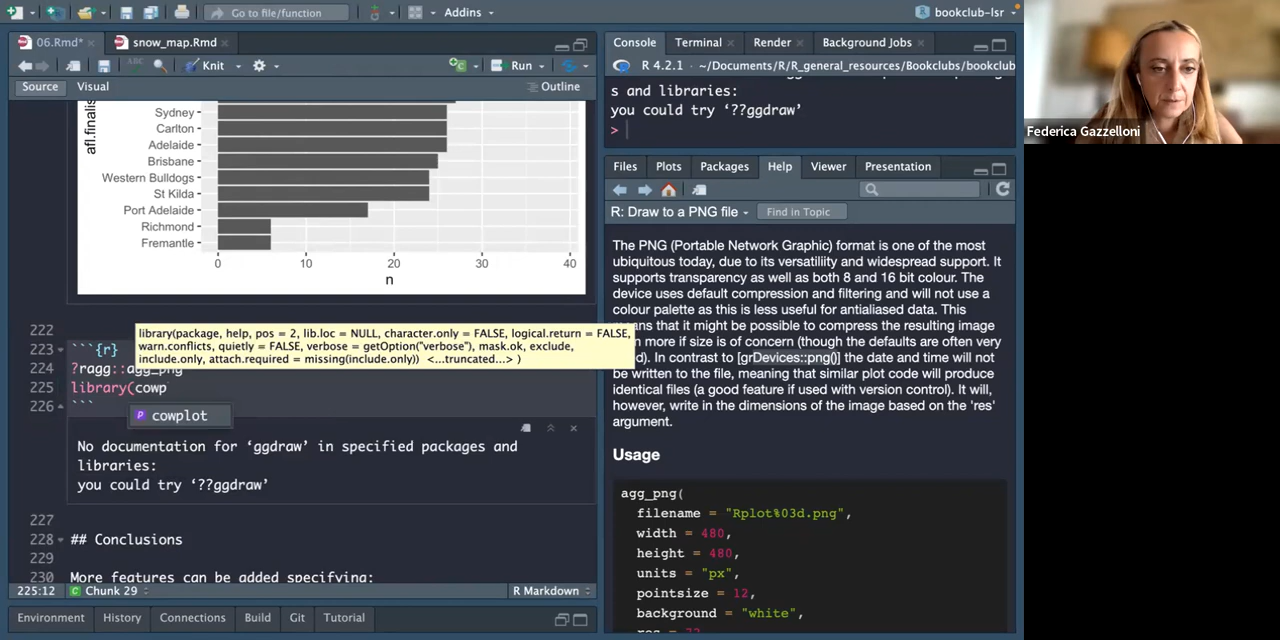 Go to file/function
Addins
bookclub-lsr
06.Rmd*
snow_map.Rmd
ABC
Knit
Run
Source
Visual
Outline
afl.finalis
Sydney
Carlton
Adelaide
Brisbane
Western Bulldogs
St Kilda
Port Adelaide
Richmond
Fremantle
0
10
20
30
40
n
222
library(package, help, pos = 2, lib.loc = NULL, character.only = FALSE, logical.return = FALSE,
warn.conflicts, quietly = FALSE, verbose = getOption("verbose"), mask.ok, exclude,
include.only, attach.required = missing(include.only)) <...truncated...> )
223 ```{r}
224 ?ragg::agg_png
225 library(cowp
226 ```
cowplot
No documentation for ‘ggdraw’ in specified packages and
libraries:
you could try ‘??ggdraw’
227
228 ## Conclusions
229
230 More features can be added specifying:
225:12
Chunk 29
R Markdown
Environment
History
Connections
Build
Git
Tutorial
Console
Terminal
Render
Background Jobs
R 4.2.1 · ~/Documents/R/R_general_resources/Bookclubs/bookclub
s and libraries:
you could try ‘??ggdraw’
>
Files
Plots
Packages
Help
Viewer
Presentation
R: Draw to a PNG file
Find in Topic
The PNG (Portable Network Graphic) format is one of the most
ubiquitous today, due to its versatiliity and widespread support. It
supports transparency as well as both 8 and 16 bit colour. The
device uses default compression and filtering and will not use a
colour palette as this is less useful for antialiased data. This
means that it might be possible to compress the resulting image
n more if size is of concern (though the defaults are often very
d). In contrast to [grDevices::png()] the date and time will not
be written to the file, meaning that similar plot code will produce
identical files (a good feature if used with version control). It will,
however, write in the dimensions of the image based on the 'res'
argument.
Usage
agg_png(
filename = "Rplot%03d.png",
width = 480,
height = 480,
units = "px",
pointsize = 12,
background = "white",
res = 72
Federica Gazzelloni